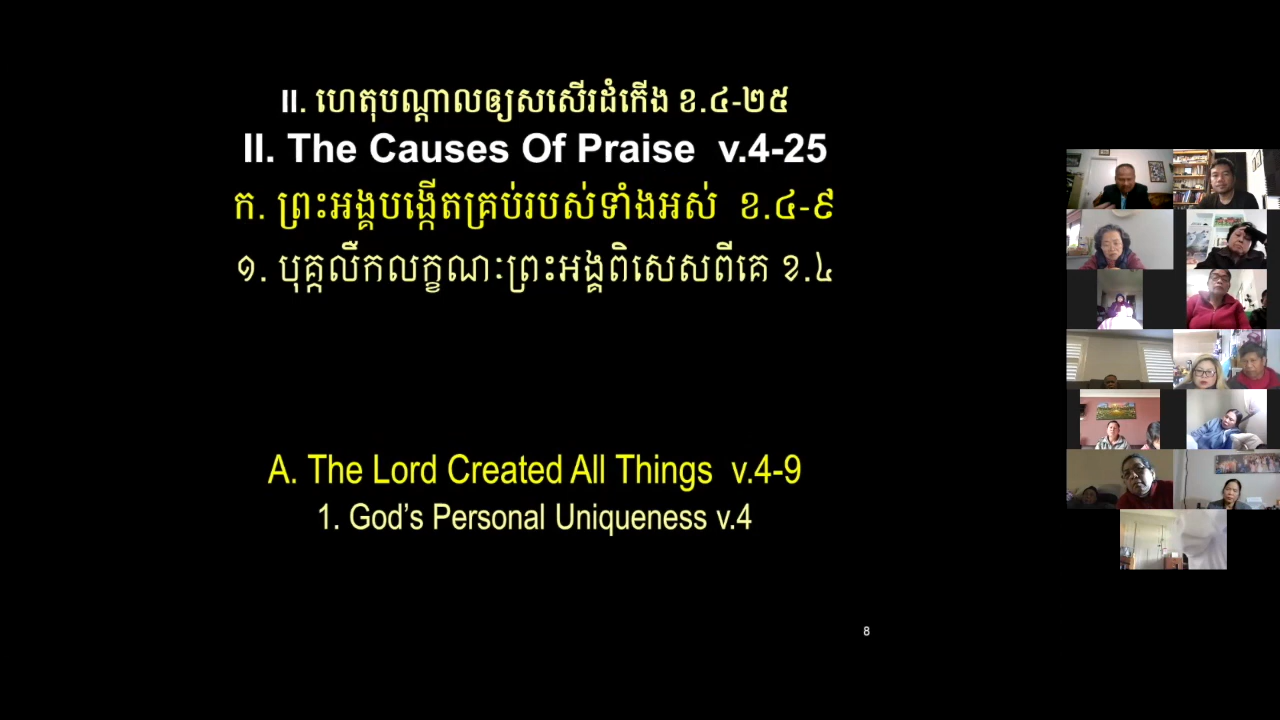 II. ហេតុបណ្តាលឲ្យសរសើរដំកើង ខ.៤-២៥
II. The Causes Of Praise v.4-25
ក. ព្រះអង្គបង្កើតគ្រប់របស់ទាំងអស់ ខ.៤-៩
១. បុគ្គលឹកលក្ខណៈព្រះអង្គពិសេសពីគេ ខ.៤
A. The Lord Created All Things v.4-9
1. God’s Personal Uniqueness v.4
8